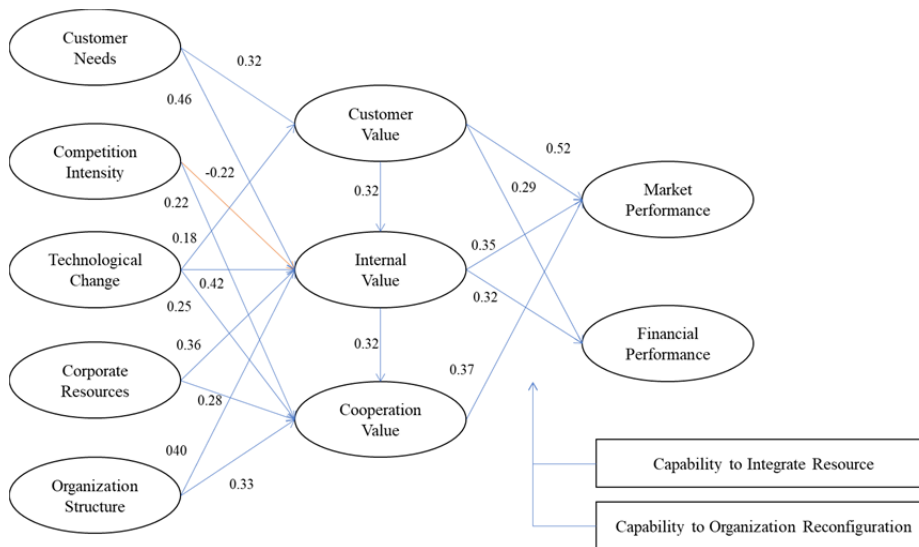 Customer
Needs
0.32
0.46
Customer
Value
Competition
Intensity
-0.22
0.52
0.22
0.32
0.29
Market
Performance
0.18
Technological
Change
0.42
Internal
Value
0.35
0.25
0.32
0.36
0.32
Financial
Performance
Corporate
Resources
0.28
0.37
Cooperation
Value
040
0.33
Organization
Structure
Capability to Integrate Resource
Capability to Organization Reconfiguration